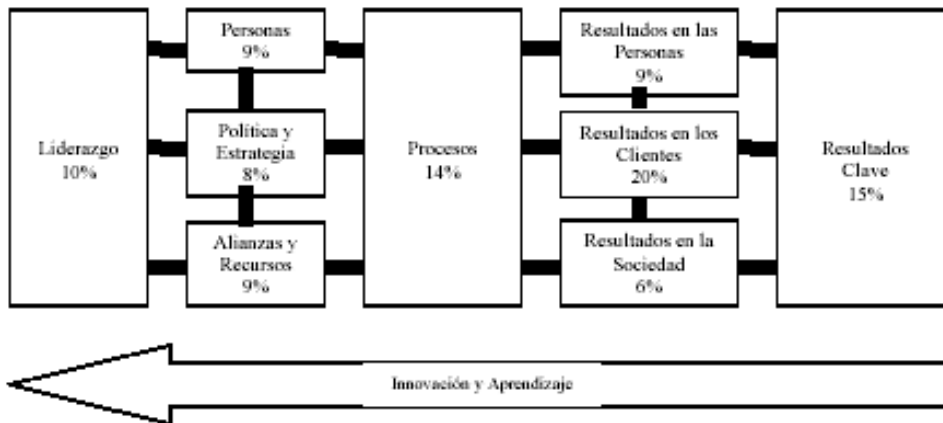 Liderazgo
10%
Personas
9%
Política y
Estrategia
8%
Alianzas y
Recursos
9%
Procesos
14%
Resultados en las
Personas
9%
Resultados en los
Clientes
20%
Resultados en la
Sociedad
6%
Resultados
Clave
15%
Innovación y Aprendizaje